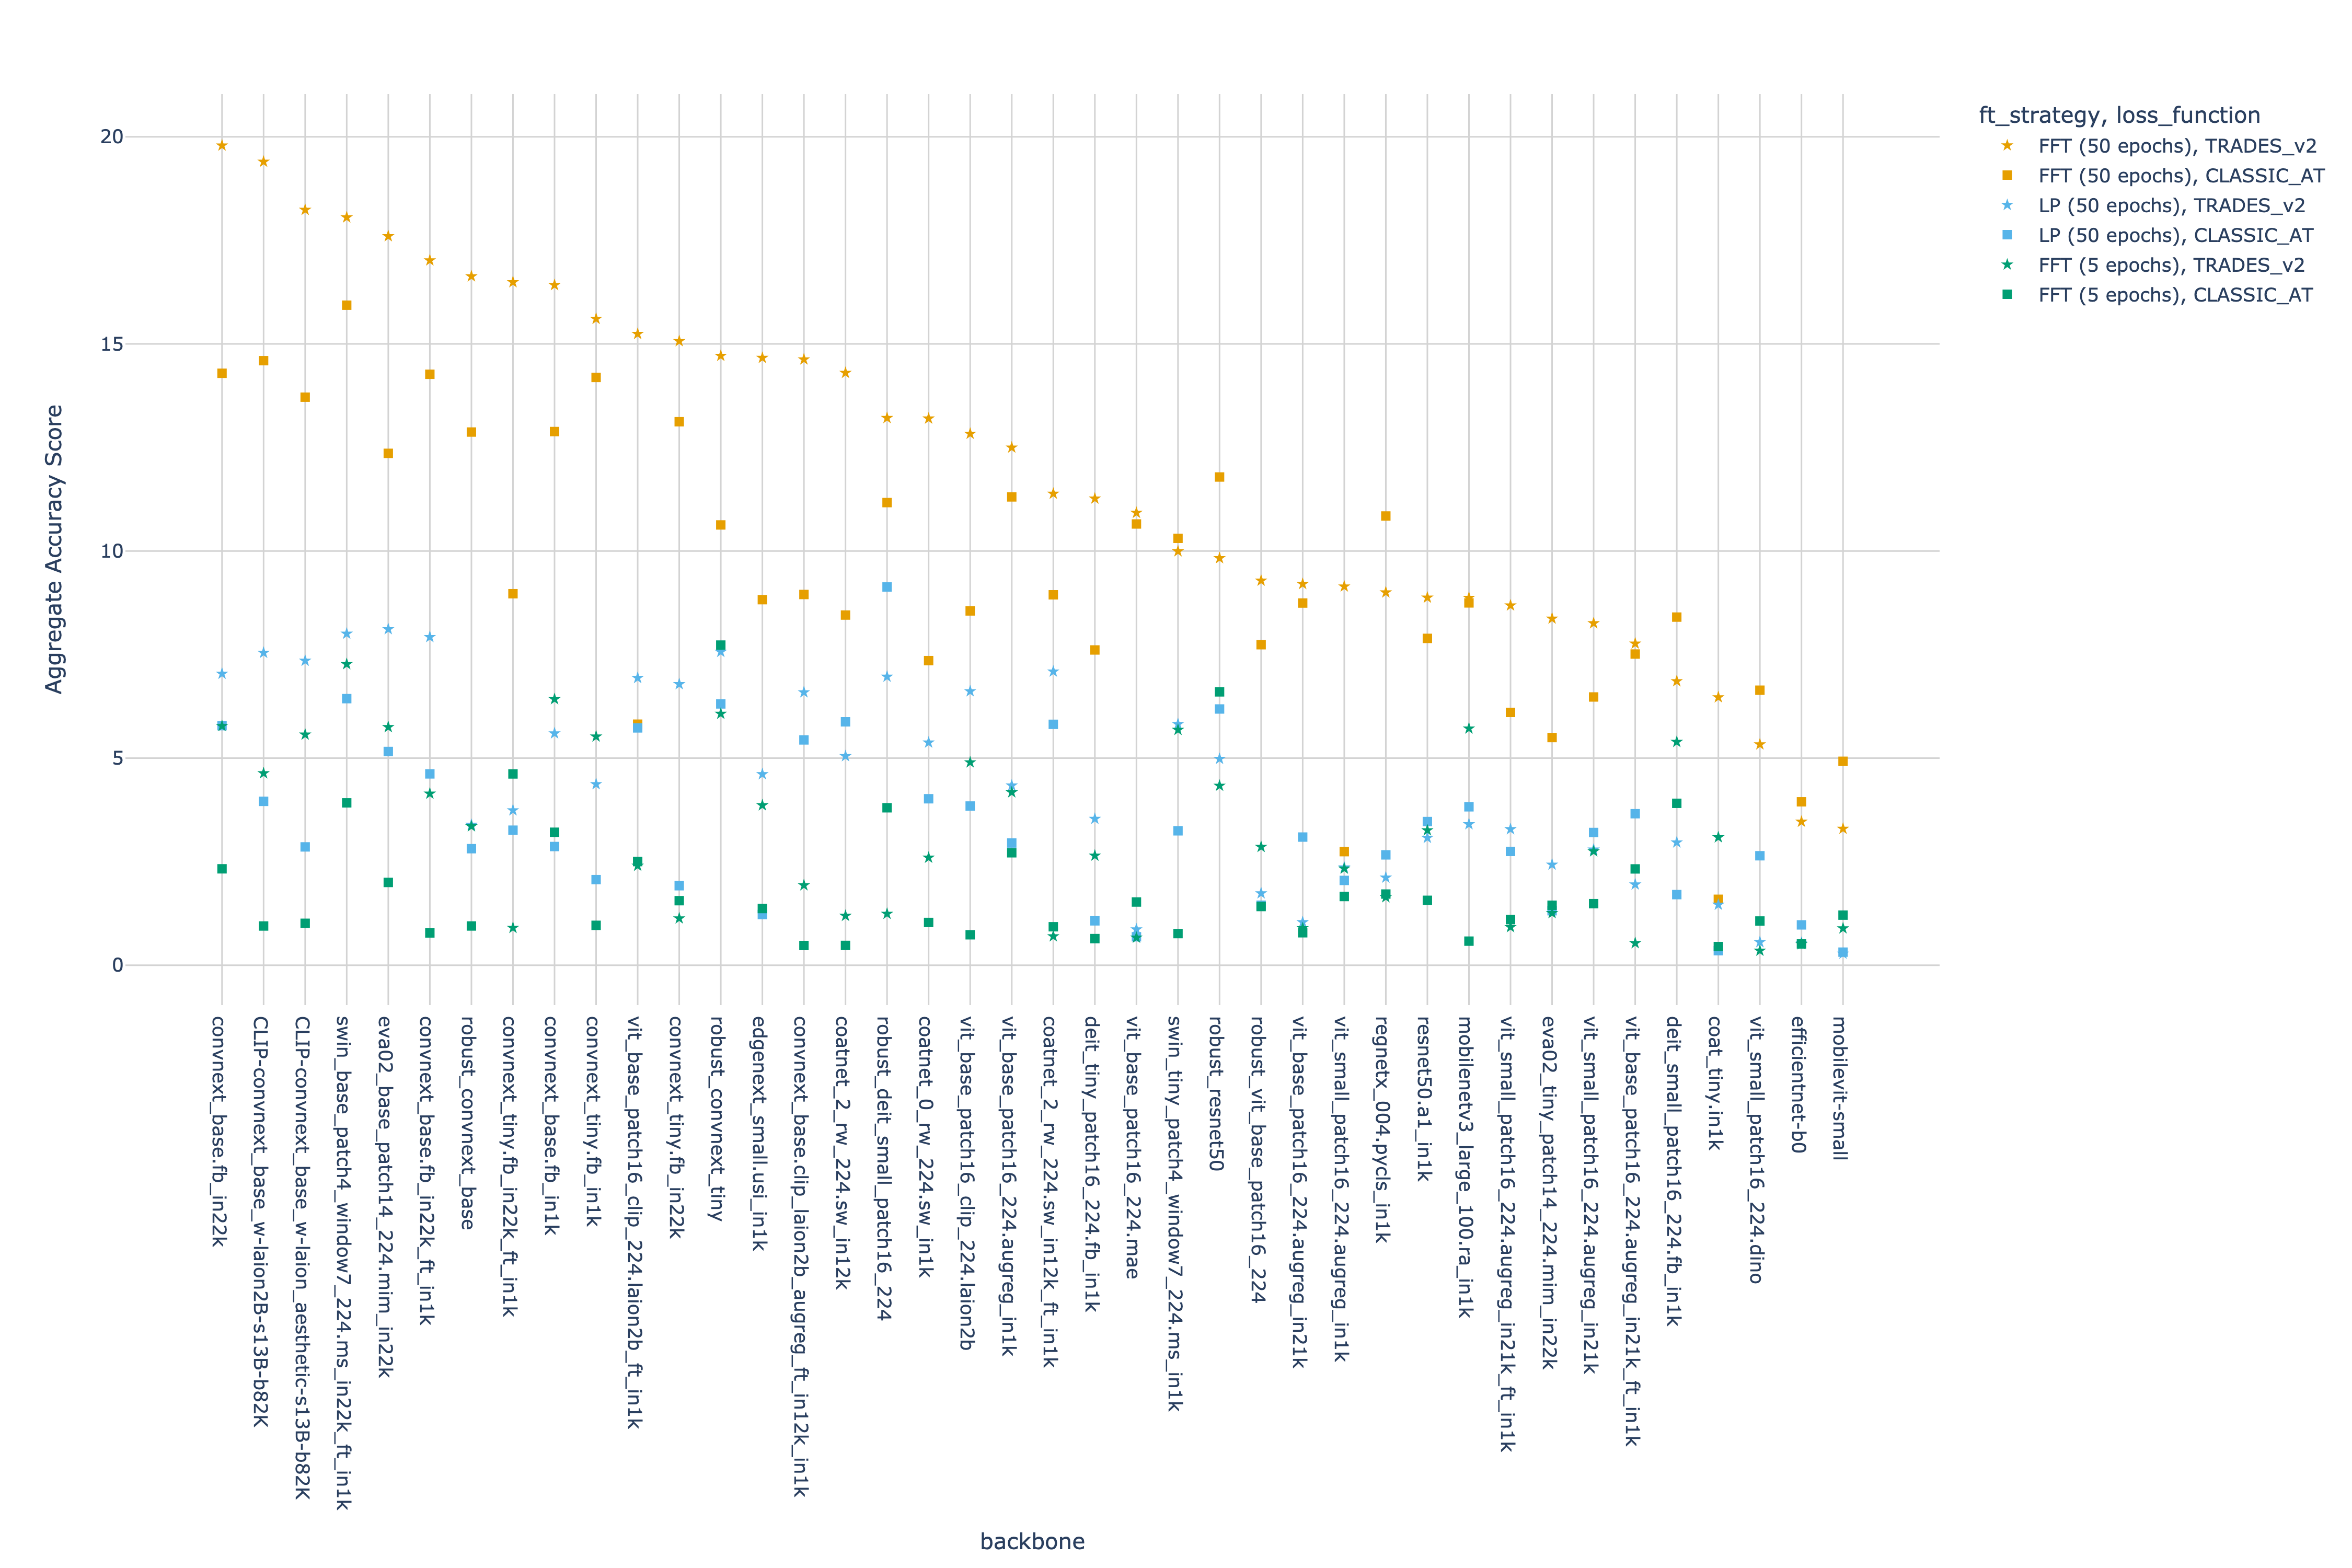 ft_strategy, loss_function
FFT (50 epochs), TRADES_v2
FFT (50 epochs), CLASSIC_AT
LP (50 epochs), TRADES_v2
LP (50 epochs), CLASSIC_AT
FFT (5 epochs), TRADES_v2
FFT (5 epochs), CLASSIC_AT
Aggregate Accuracy Score
20
15
10
5
0
convnext_base.fb_in22k
CLIP-convnext_base_w-laion2B-s13B-b82K
CLIP-convnext_base_w-laion_aesthetic-s13B-b82K
swin_base_patch4_window7_224.ms_in22k_ft_in1k
eva02_base_patch14_224.mim_in22k
convnext_base.fb_in22k_ft_in1k
robust_convnext_base
convnext_tiny.fb_in22k_ft_in1k
convnext_base.fb_in1k
convnext_tiny.fb_in1k
vit_base_patch16_clip_224.laion2b_ft_in1k
convnext_tiny.fb_in22k
robust_convnext_tiny
edgenext_small.usi_in1k
convnext_base.clip_laion2b_augreg_ft_in12k_in1k
coatnet_2_rw_224.sw_in12k
robust_deit_small_patch16_224
coatnet_0_rw_224.sw_in1k
vit_base_patch16_clip_224.laion2b
vit_base_patch16_224.augreg_in1k
coatnet_2_rw_224.sw_in12k_ft_in1k
deit_tiny_patch16_224.fb_in1k
vit_base_patch16_224.mae
swin_tiny_patch4_window7_224.ms_in1k
robust_resnet50
robust_vit_base_patch16_224
vit_base_patch16_224.augreg_in21k
vit_small_patch16_224.augreg_in1k
regnetx_004.pycls_in1k
resnet50.a1_in1k
mobilenetv3_large_100.ra_in1k
vit_small_patch16_224.augreg_in21k_ft_in1k
eva02_tiny_patch14_224.mim_in22k
vit_small_patch16_224.augreg_in21k
vit_base_patch16_224.augreg_in21k_ft_in1k
deit_small_patch16_224.fb_in1k
coat_tiny.in1k
vit_small_patch16_224.dino
efficientnet-b0
mobilevit-small
backbone